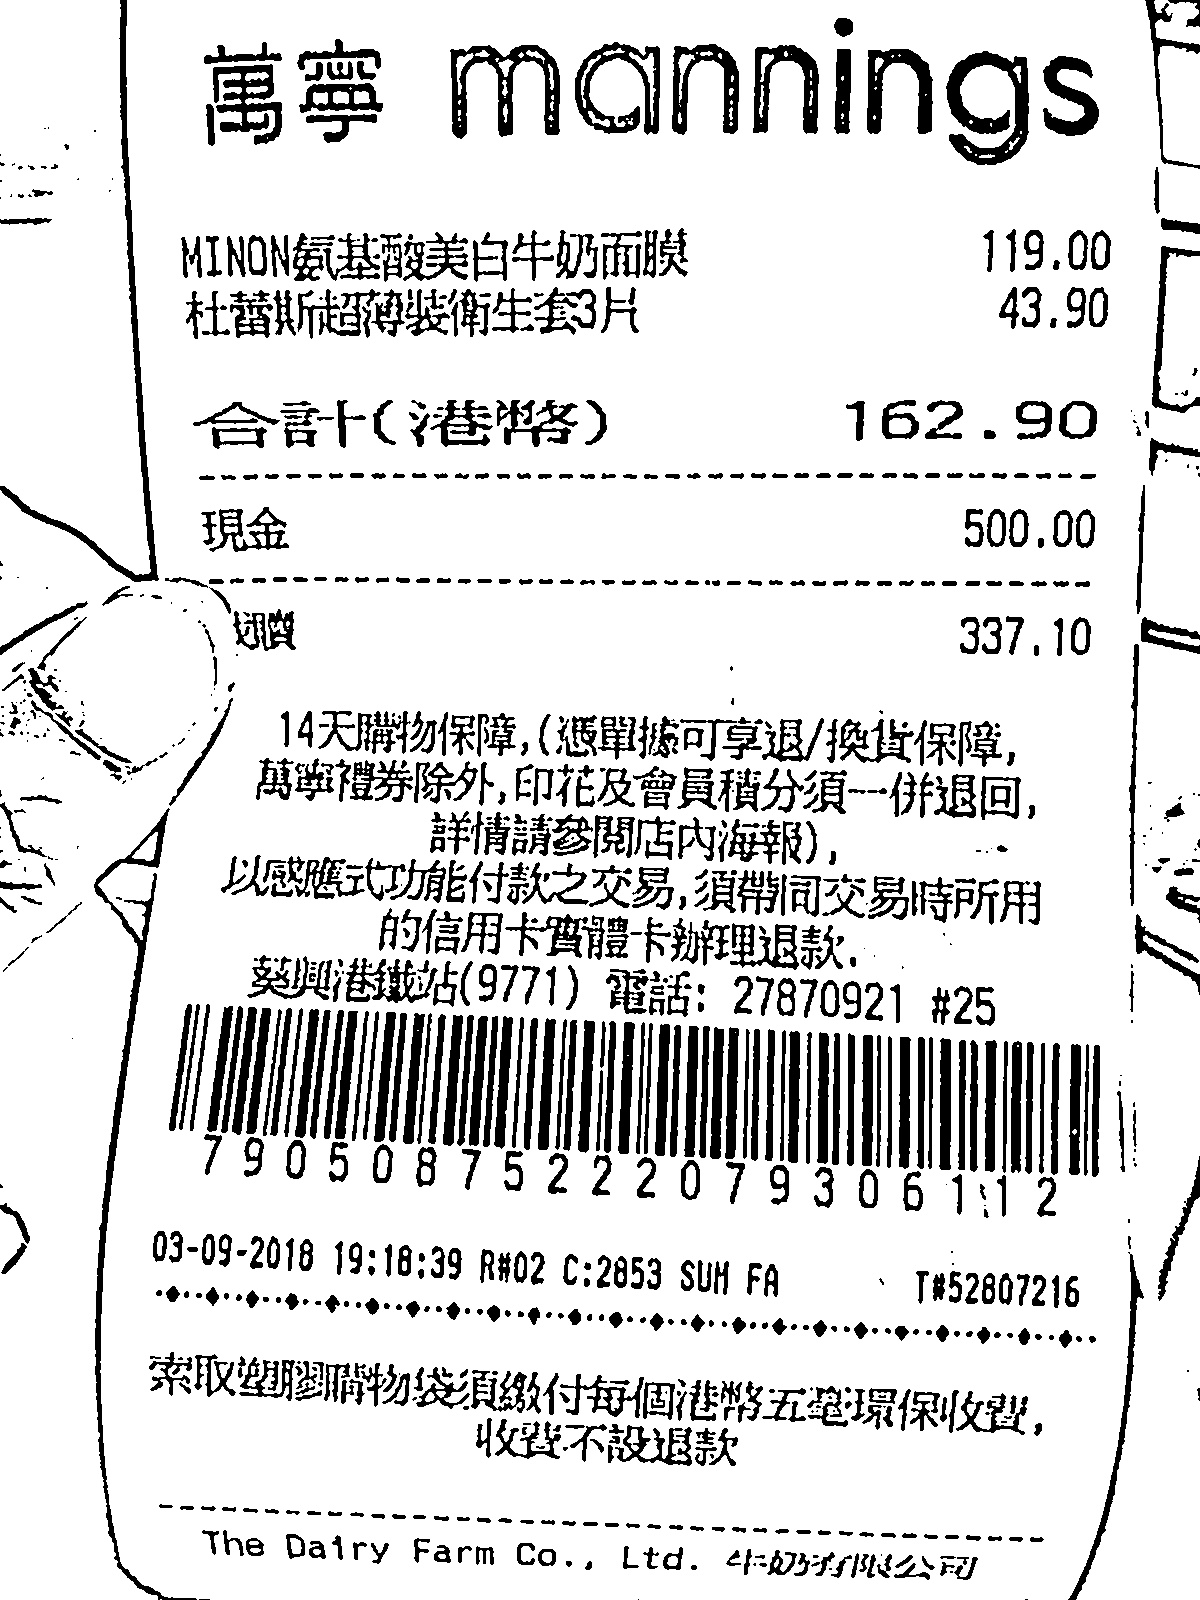 萬寧 mannings
MINON氨基酸美白牛奶面膜 119.00
杜蕾斯超薄裝衛生套3片 43.90
合計(港幣) 162.90
現金 500.00
找贖 337.10
14天購物保障,(憑單據可享退/換貨保障,
萬寧禮券除外,印花及會員積分須一併退回,
詳情請參閱店內海報),
以感應式功能付款之交易,須帶同交易時所用
的信用卡實體卡辦理退款.
葵興港鐵站(9771) 電話: 27870921 #25
79050875222079306112
03-09-2018 19:18:39 R#02 C:2853 SUM FA T#52807216
索取塑膠購物袋須繳付每個港幣五毫環保收費,
收費不設退款
The Dairy Farm Co., Ltd. 牛奶有限公司